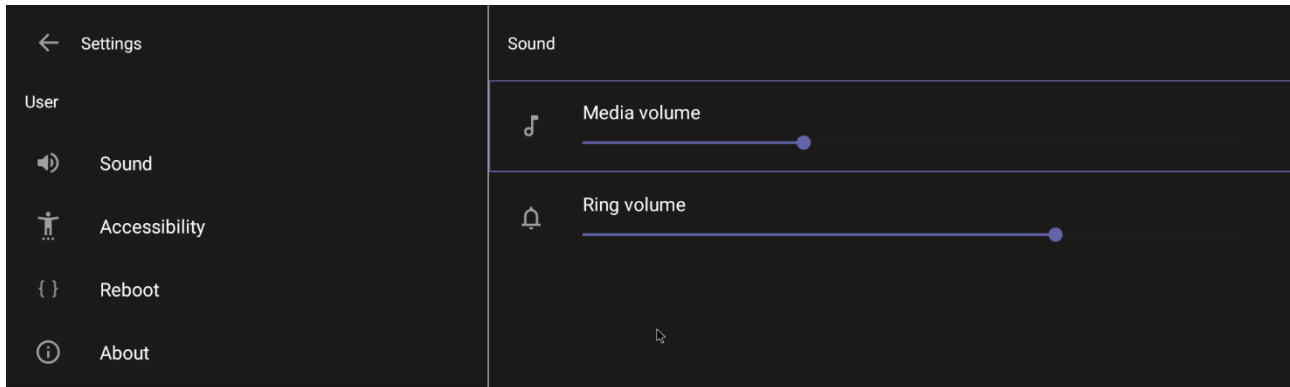 Settings
User
Sound
Accessibility
Reboot
About
Sound
Media volume
Ring volume